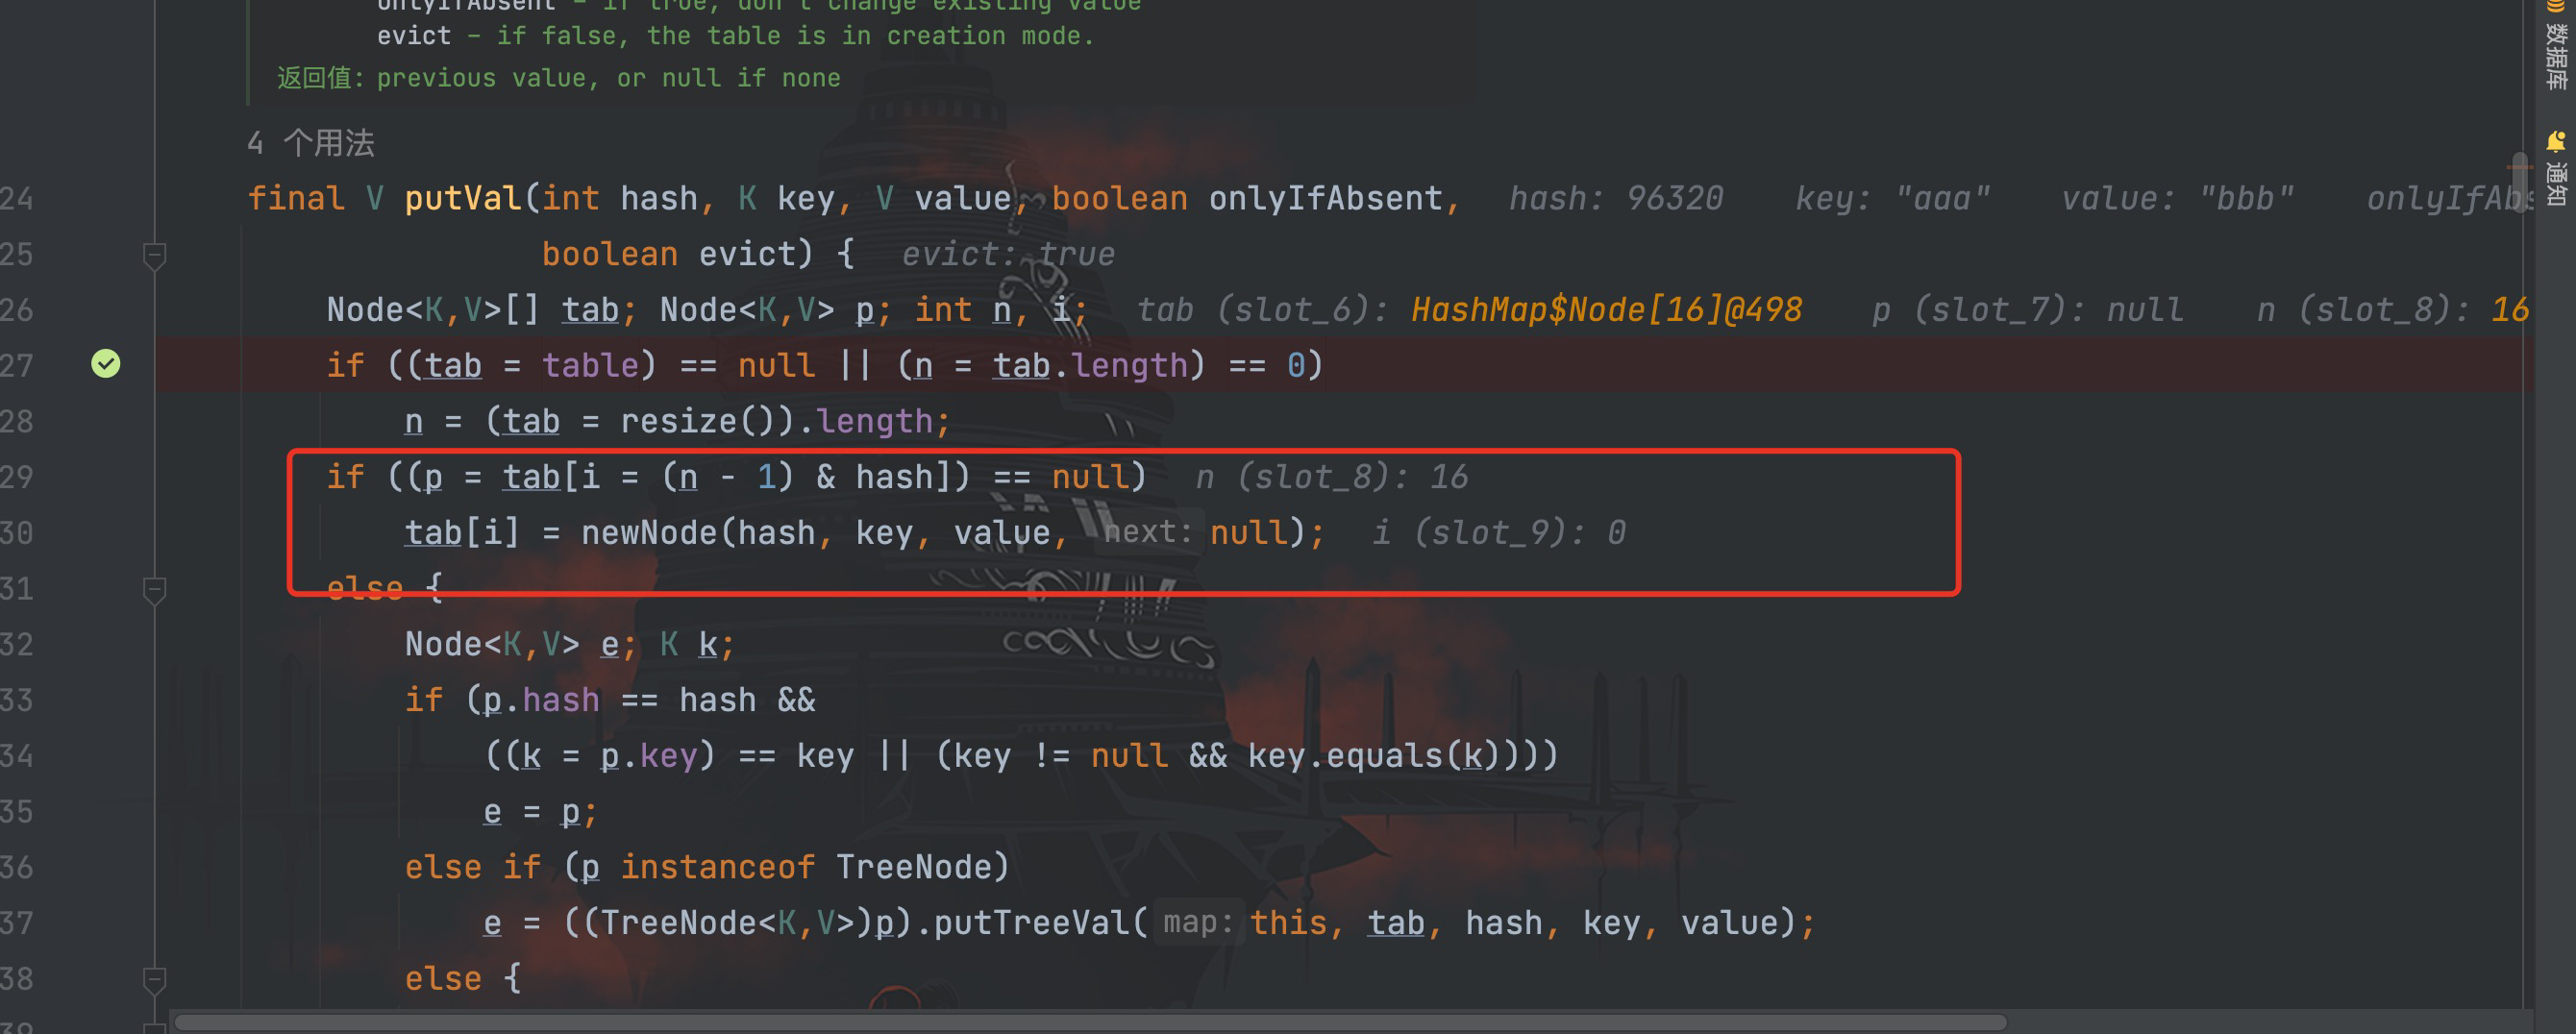 onlyIfAbsent – if true, don't change existing value
evict – if false, the table is in creation mode.
返回值: previous value, or null if none
4 个用法
24 final V putVal(int hash, K key, V value, boolean onlyIfAbsent, hash: 96320 key: "aaa" value: "bbb" onlyIfAbs
25 boolean evict) { evict: true
26 Node<K,V>[] tab; Node<K,V> p; int n, i; tab (slot_6): HashMap$Node[16]@498 p (slot_7): null n (slot_8): 16
27 if ((tab = table) == null || (n = tab.length) == 0)
28 n = (tab = resize()).length;
29 if ((p = tab[i = (n - 1) & hash]) == null) n (slot_8): 16
30 tab[i] = newNode(hash, key, value, next: null); i (slot_9): 0
31 else {
32 Node<K,V> e; K k;
33 if (p.hash == hash &&
34 ((k = p.key) == key || (key != null && key.equals(k))))
35 e = p;
36 else if (p instanceof TreeNode)
37 e = ((TreeNode<K,V>)p).putTreeVal( map: this, tab, hash, key, value);
38 else {
39
数据库
通知